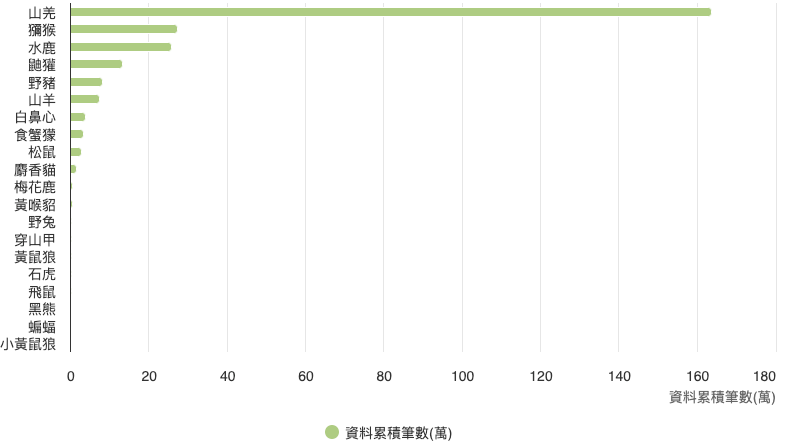 山羌
獼猴
水鹿
鼬獾
野豬
山羊
白鼻心
食蟹獴
松鼠
麝香貓
梅花鹿
黃喉貂
野兔
穿山甲
黃鼠狼
石虎
飛鼠
黑熊
蝙蝠
小黃鼠狼
0 20 40 60 80 100 120 140 160 180
資料累積筆數(萬)
資料累積筆數(萬)